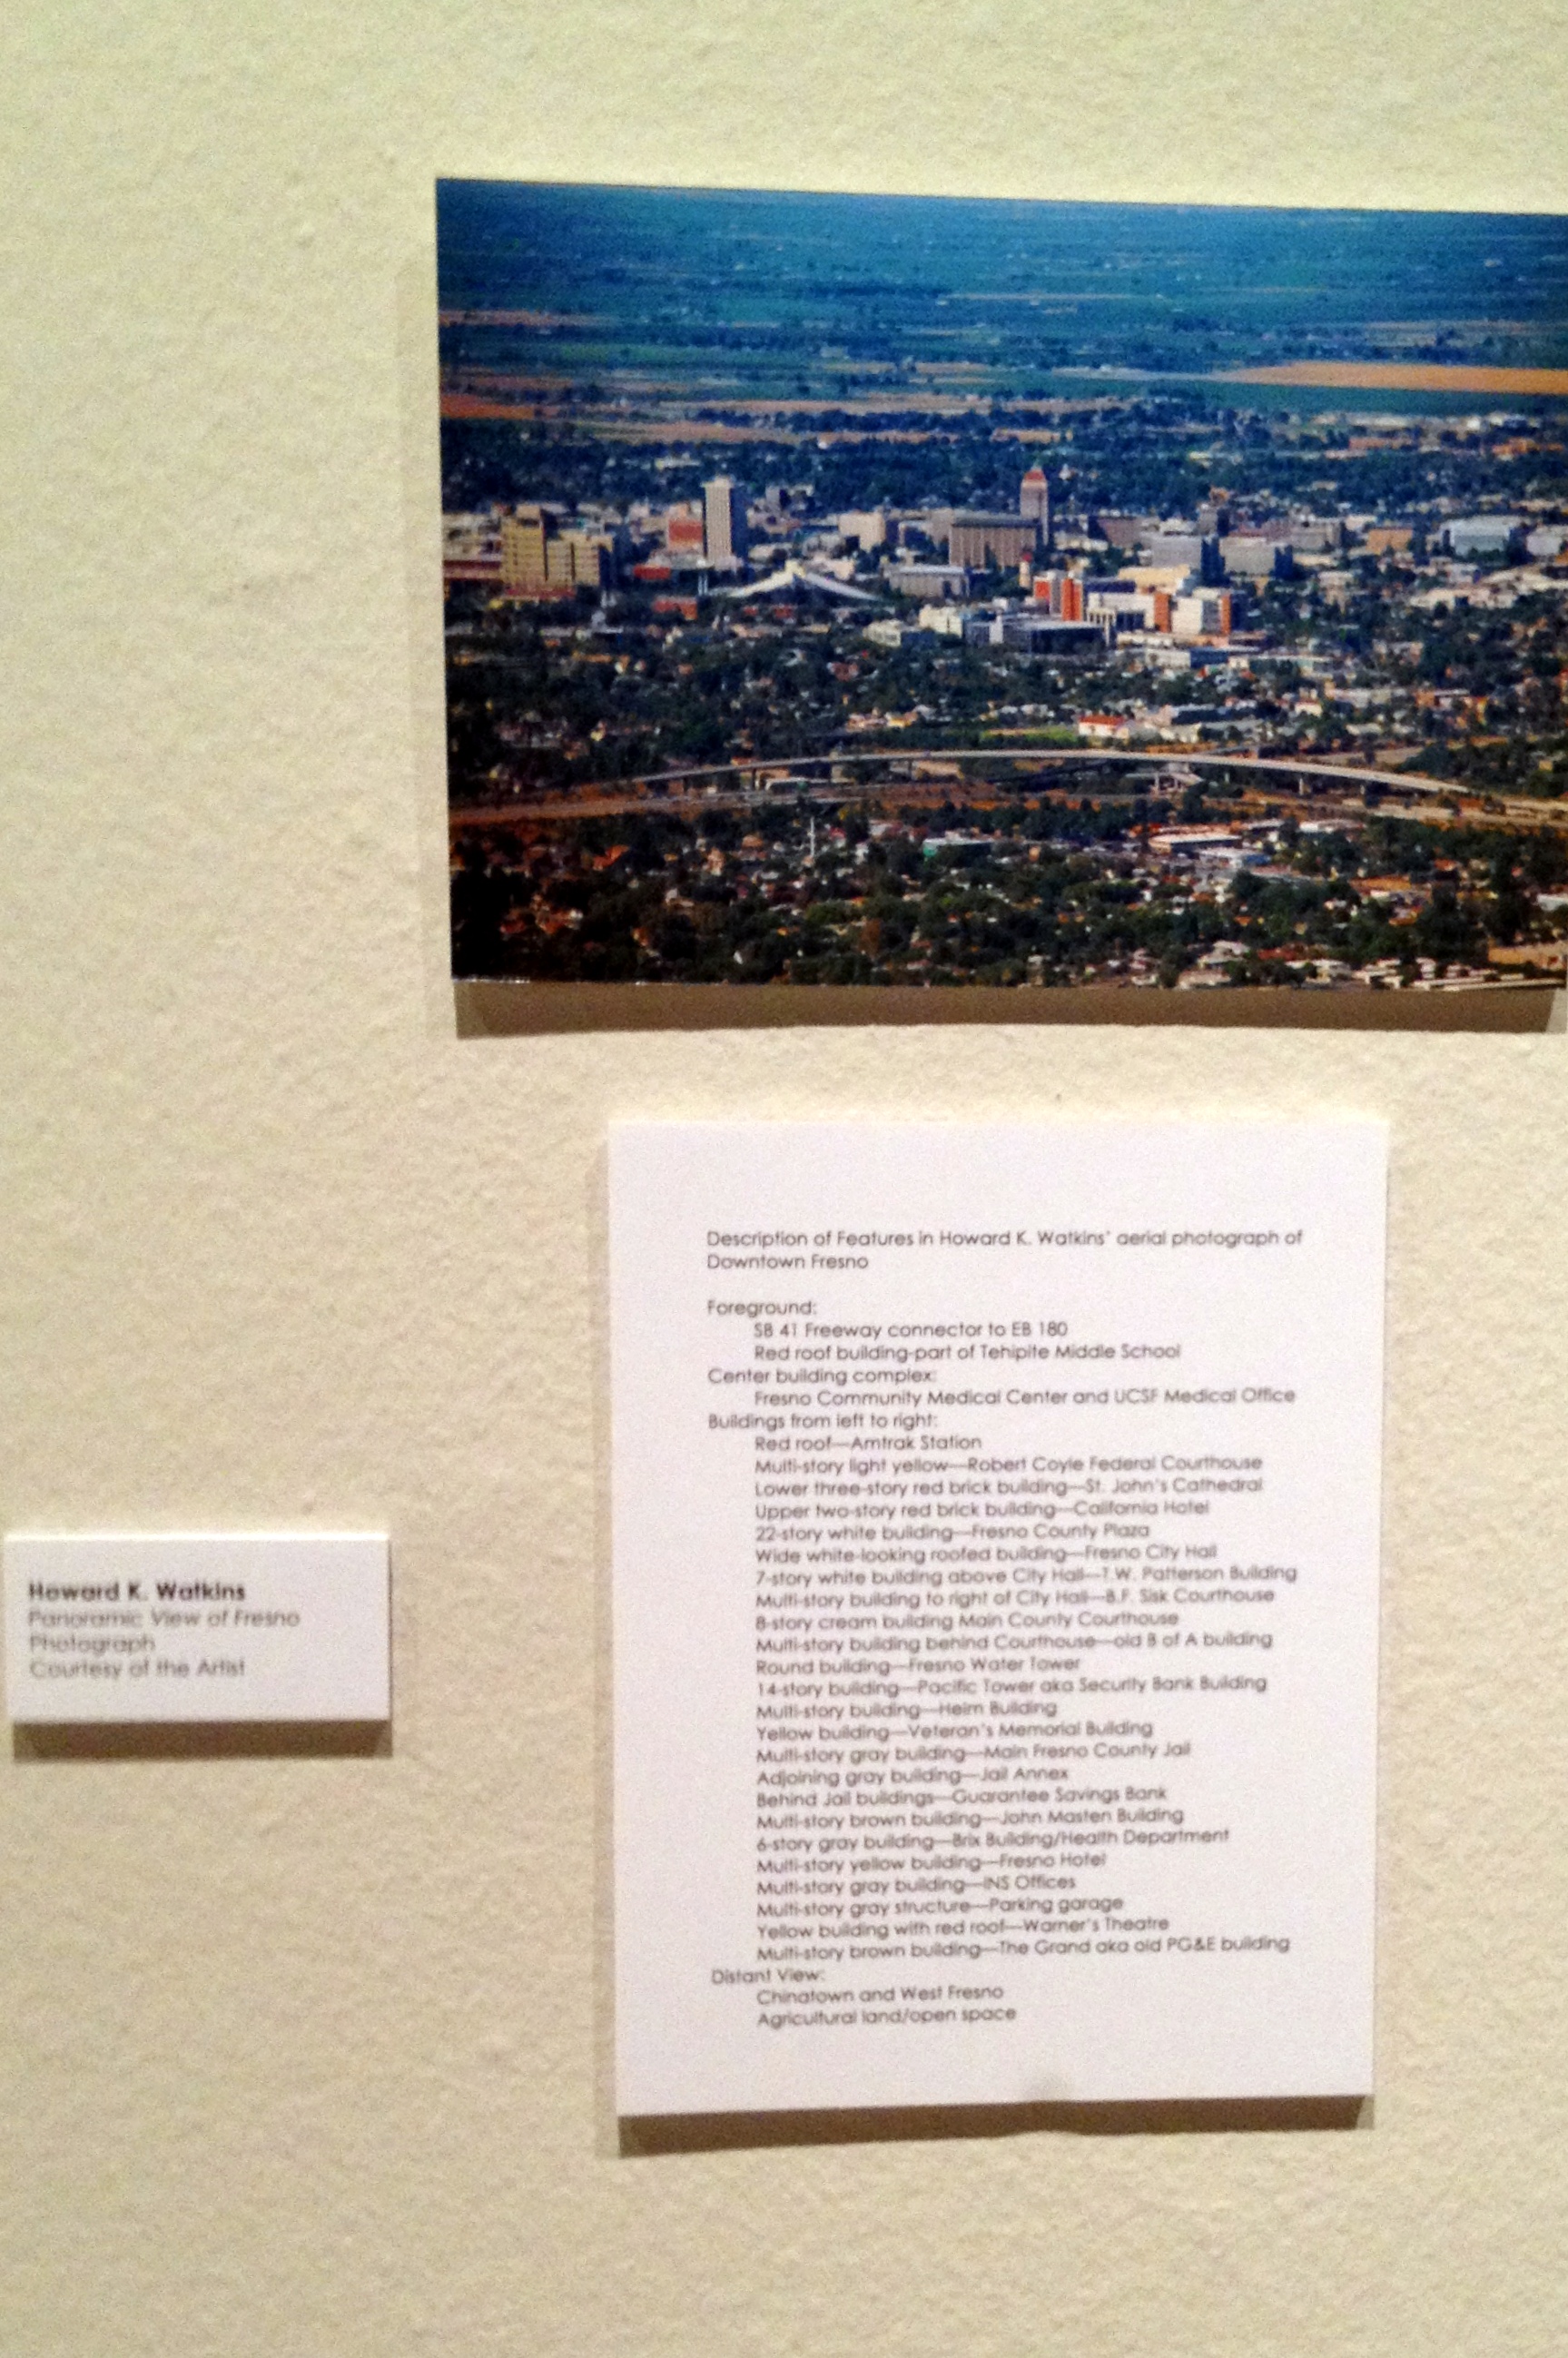 Description of Features in Howard K. Watkins' aerial photograph of
Downtown Fresno
Foreground:
SB 41 Freeway connector to EB 180
Red roof building-part of Tehipite Middle School
Center building complex:
Fresno Community Medical Center and UCSF Medical Office
Buildings from left to right:
Red roof—Amtrak Station
Multi-story light yellow—Robert Coyle Federal Courthouse
Lower three-story red brick building—St. John's Cathedral
Upper two-story red brick building—California Hotel
22-story white building—Fresno County Plaza
Wide white-looking roofed building—Fresno City Hall
7-story white building above City Hall—T.W. Patterson Building
Multi-story building to right of City Hall—B.F. Sisk Courthouse
8-story cream building Main County Courthouse
Multi-story building behind Courthouse—old B of A building
Round building—Fresno Water Tower
14-story building—Pacific Tower aka Security Bank Building
Multi-story building—Helm Building
Yellow building—Veteran's Memorial Building
Multi-story gray building—Main Fresno County Jail
Adjoining gray building—Jail Annex
Behind Jail buildings—Guarantee Savings Bank
Multi-story brown building—John Masten Building
6-story gray building—Brix Building/Health Department
Multi-story yellow building—Fresno Hotel
Multi-story gray building—INS Offices
Multi-story gray structure—Parking garage
Yellow building with red roof—Warner's Theatre
Multi-story brown building—The Grand aka old PG&E building
Distant View:
Chinatown and West Fresno
Agricultural land/open space
Howard K. Watkins
Panoramic View of Fresno
Photograph
Courtesy of the Artist